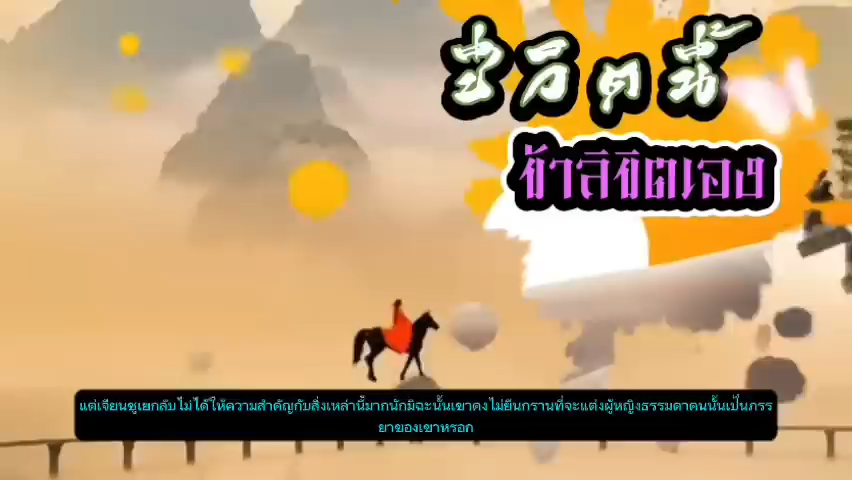 ชีวิตนี้
ข้าลิขิตเอง
แต่เจียนชูเยกลับไม่ได้ให้ความสำคัญกับสิ่งเหล่านี้มากนักมิฉะนั้นเขาคงไม่ยืนกรานที่จะแต่งผู้หญิงธรรมดาคนนั้นเป็นภรร
ยาของเขาหรอก